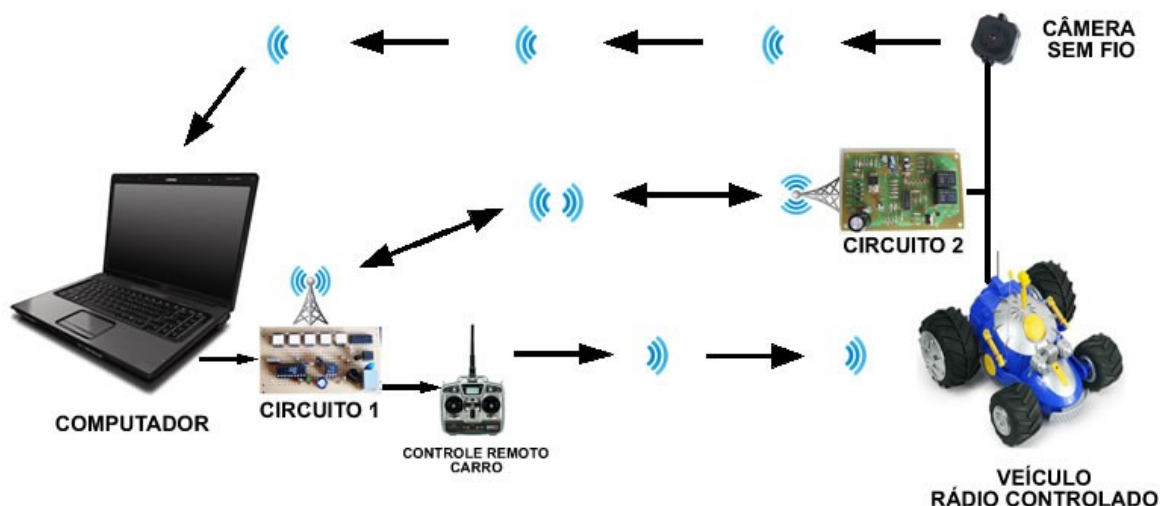 CÂMERA
SEM FIO
CIRCUITO 2
COMPUTADOR
CIRCUITO 1
CONTROLE REMOTO
CARRO
VEÍCULO
RÁDIO CONTROLADO